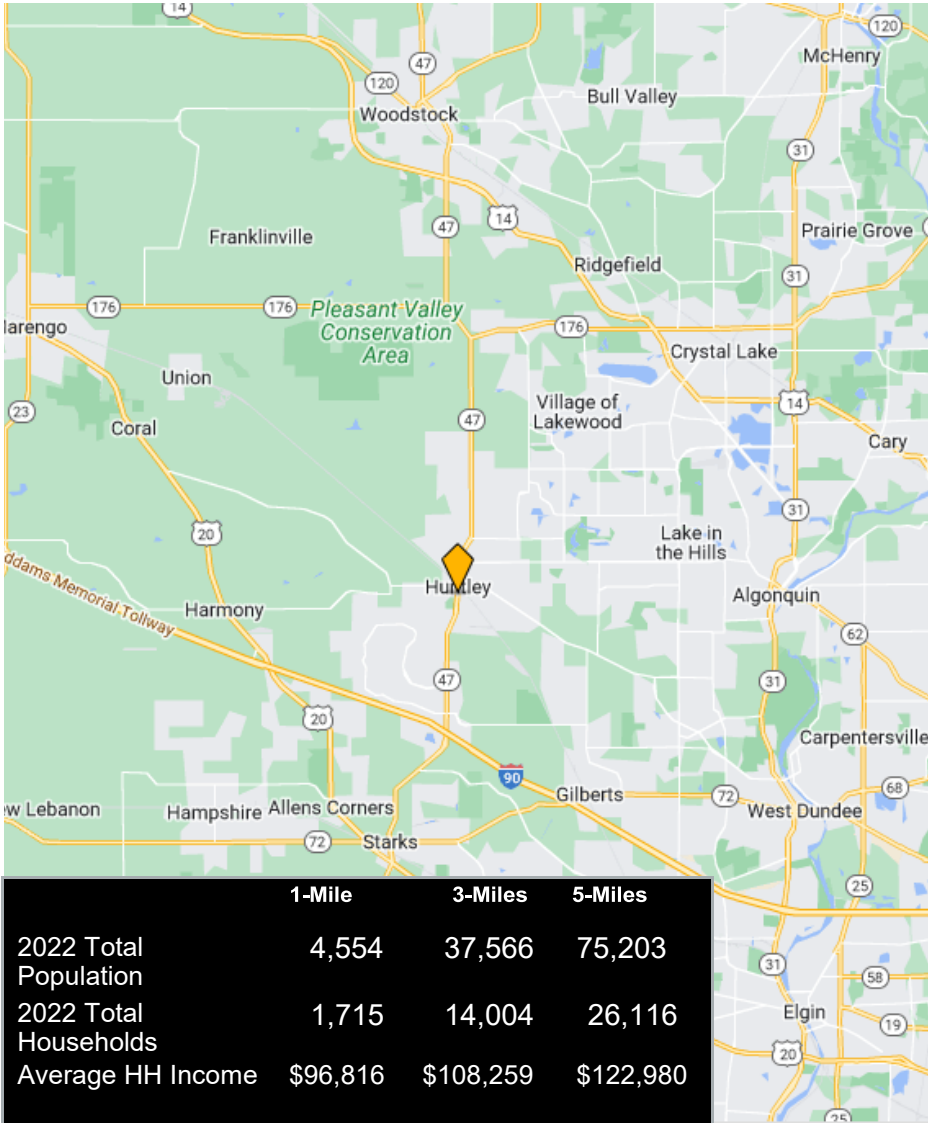 14
120
McHenry
47
120
Bull Valley
Woodstock
31
14
47
Franklinville
Prairie Grove
Ridgefield
31
176
176
Pleasant Valley
Conservation
Area
176
larengo
Crystal Lake
Union
Village of
Lakewood
14
23
47
Coral
Cary
31
20
Lake in
the Hills
ddams Memorial Tollway
Huntley
Algonquin
Harmony
62
47
31
20
Carpentersville
90
Gilberts
72
68
ew Lebanon
Hampshire
Allens Corners
West Dundee
72
Starks
25
31
58
Elgin
19
20
25
1-Mile 3-Miles 5-Miles
2022 Total
Population 4,554 37,566 75,203
2022 Total
Households 1,715 14,004 26,116
Average HH Income $96,816 $108,259 $122,980